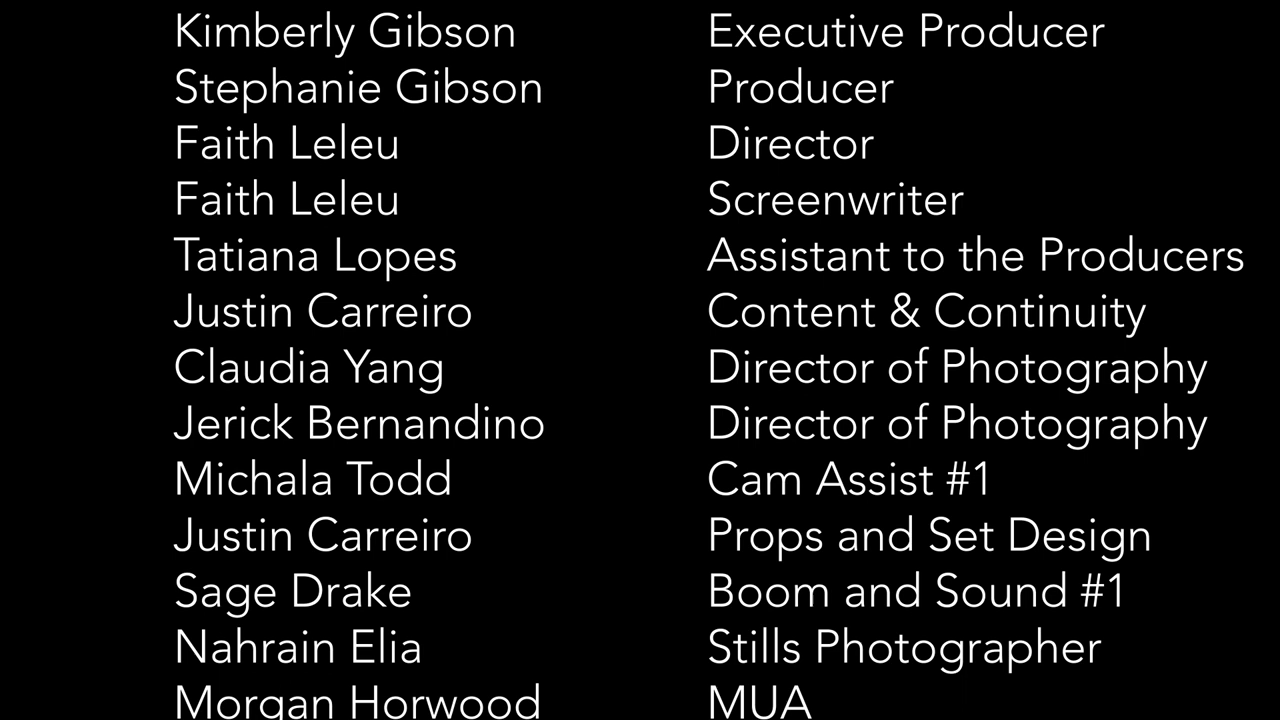 Kimberly Gibson Executive Producer
Stephanie Gibson Producer
Faith Leleu Director
Faith Leleu Screenwriter
Tatiana Lopes Assistant to the Producers
Justin Carreiro Content & Continuity
Claudia Yang Director of Photography
Jerick Bernandino Director of Photography
Michala Todd Cam Assist #1
Justin Carreiro Props and Set Design
Sage Drake Boom and Sound #1
Nahrain Elia Stills Photographer
Morgan Horwood MUA